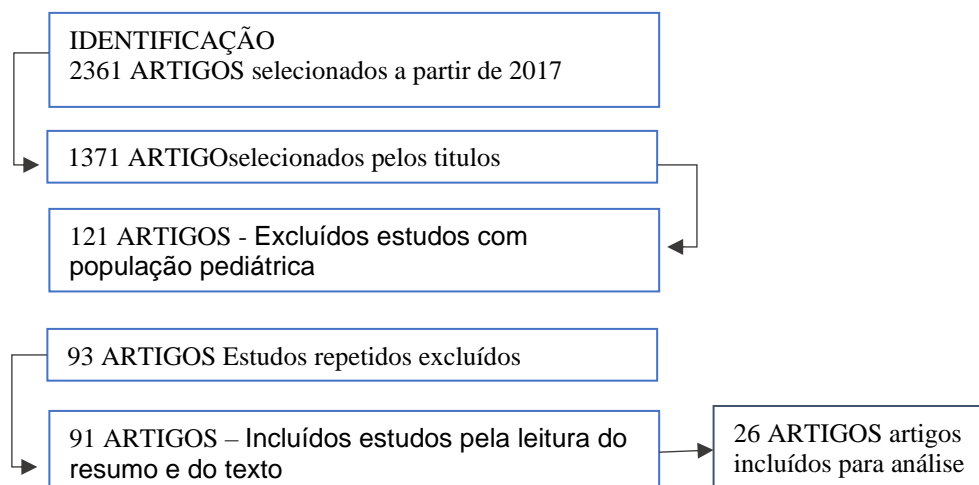 IDENTIFICAÇÃO
2361 ARTIGOS selecionados a partir de 2017
1371 ARTIGOselecionados pelos titulos
121 ARTIGOS - Excluídos estudos com
população pediátrica
93 ARTIGOS Estudos repetidos excluídos
91 ARTIGOS – Incluídos estudos pela leitura do
resumo e do texto
26 ARTIGOS artigos
incluídos para análise